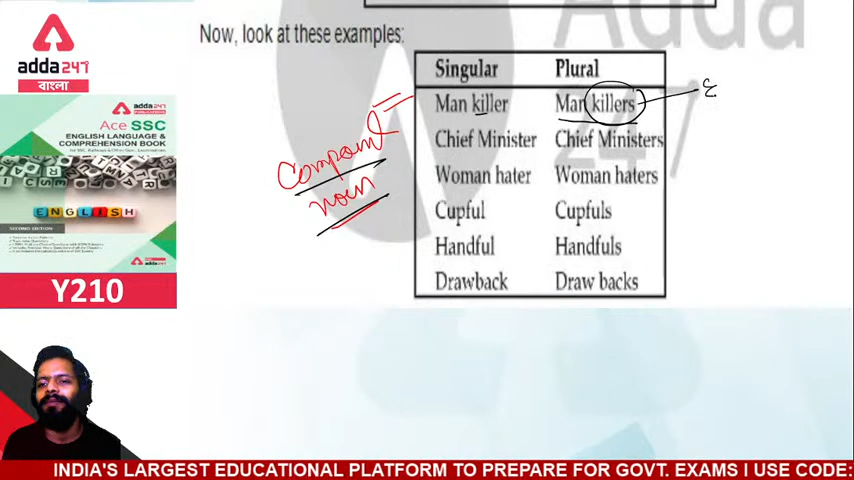 Now, look at these examples:
adda247
বাংলা
adda247
PUBLICATIONS
Ace SSC
ENGLISH LANGUAGE &
COMPREHENSION BOOK
ENGLISH
SECOND EDITION
Y210
Singular Plural
Man killer Man killers
Chief Minister Chief Ministers
Woman hater Woman haters
Cupful Cupfuls
Handful Handfuls
Drawback Draw backs
Compound
noun
INDIA'S LARGEST EDUCATIONAL PLATFORM TO PREPARE FOR GOVT. EXAMS I USE CODE: